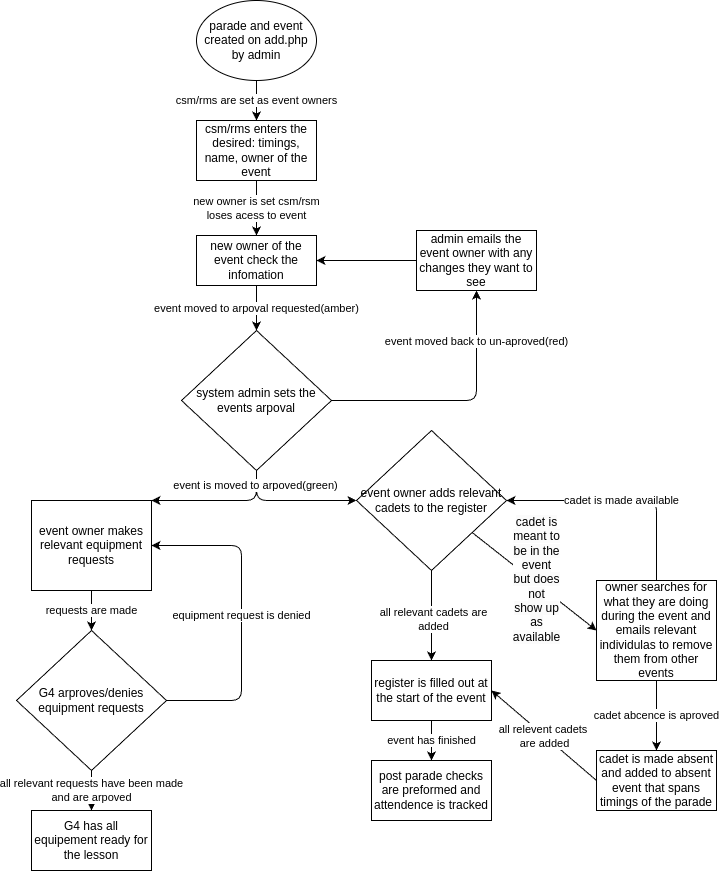 parade and event
created on add.php
by admin
csm/rms are set as event owners
csm/rms enters the
desired: timings,
name, owner of the
event
new owner is set csm/rsm
loses acess to event
new owner of the
event check the
infomation
admin emails the
event owner with any
changes they want to
see
event moved to arpoval requested(amber)
event moved back to un-aproved(red)
system admin sets the
events arpoval
event is moved to arpoved(green)
event owner adds relevant
cadets to the register
cadet is made available
event owner makes
relevant equipment
requests
cadet is
meant to
be in the
event
but does
not
show up
as
available
requests are made
equipment request is denied
all relevant cadets are
added
owner searches for
what they are doing
during the event and
emails relevant
individulas to remove
them from other
events
G4 arproves/denies
equipment requests
register is filled out at
the start of the event
cadet abcence is aproved
all relevent cadets
are added
event has finished
cadet is made absent
and added to absent
event that spans
timings of the parade
post parade checks
are preformed and
attendence is tracked
all relevant requests have been made
and are arpoved
G4 has all
equipement ready for
the lesson